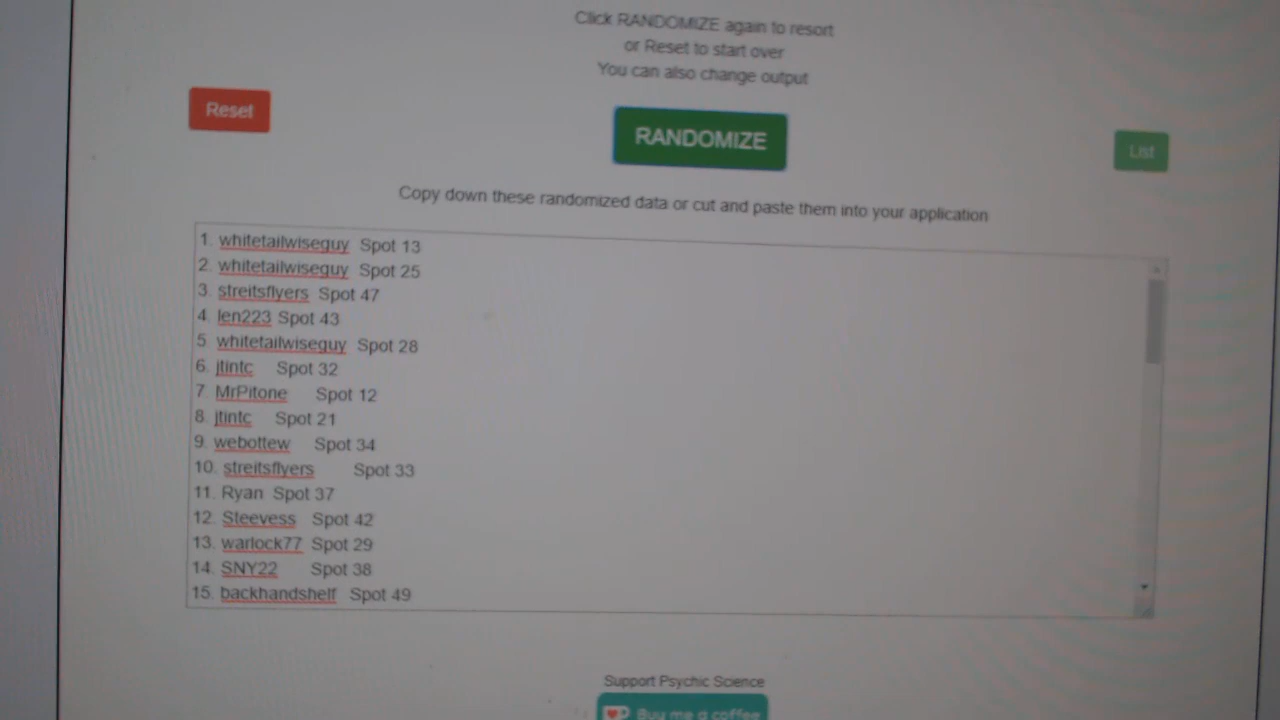 Click RANDOMIZE again to resort
or Reset to start over
You can also change output
Reset
RANDOMIZE
List
Copy down these randomized data or cut and paste them into your application
1. whitetailwiseguy Spot 13
2. whitetailwiseguy Spot 25
3. streitsflyers Spot 47
4. len223 Spot 43
5. whitetailwiseguy Spot 28
6. jtintc Spot 32
7. MrPitone Spot 12
8. jtintc Spot 21
9. webottew Spot 34
10. streitsflyers Spot 33
11. Ryan Spot 37
12. Steevess Spot 42
13. warlock77 Spot 29
14. SNY22 Spot 38
15. backhandshelf Spot 49
Support Psychic Science
Buy me a coffee